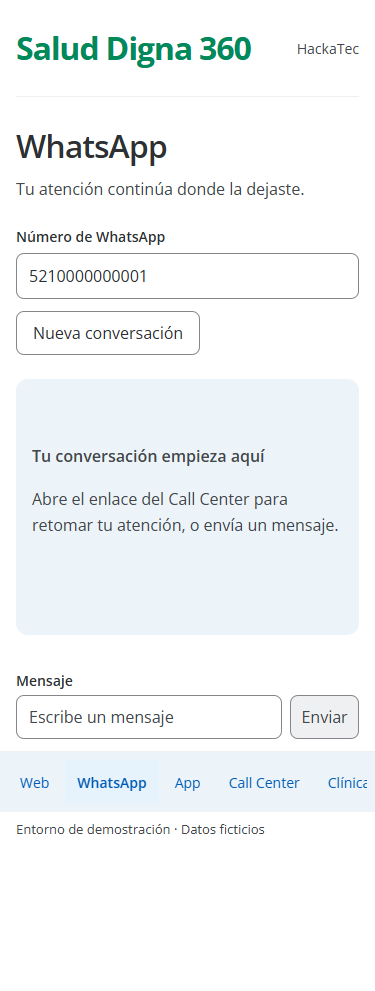 Salud Digna 360
HackaTec
WhatsApp
Tu atención continúa donde la dejaste.
Número de WhatsApp
5210000000001
Nueva conversación
Tu conversación empieza aquí
Abre el enlace del Call Center para
retomar tu atención, o envía un mensaje.
Mensaje
Escribe un mensaje
Enviar
Web
WhatsApp
App
Call Center
Clínica
Entorno de demostración · Datos ficticios